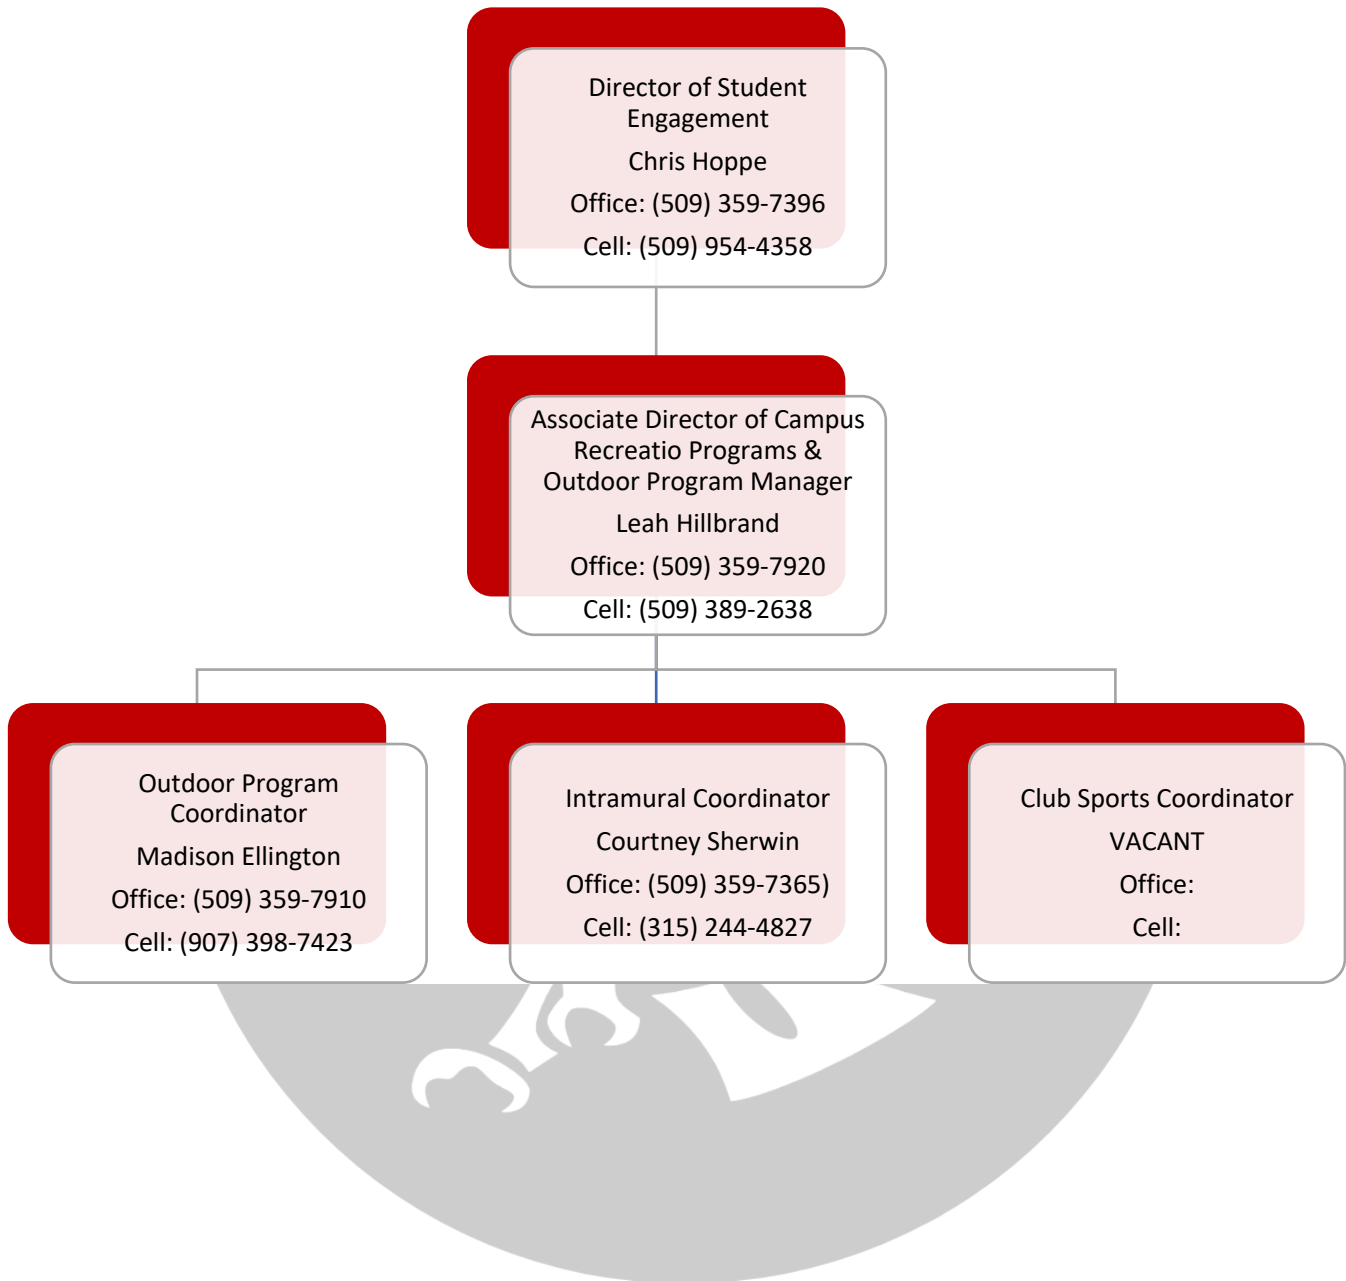 Director of Student
Engagement
Chris Hoppe
Office: (509) 359-7396
Cell: (509) 954-4358
Associate Director of Campus
Recreatio Programs &
Outdoor Program Manager
Leah Hillbrand
Office: (509) 359-7920
Cell: (509) 389-2638
Outdoor Program
Coordinator
Madison Ellington
Office: (509) 359-7910
Cell: (907) 398-7423
Intramural Coordinator
Courtney Sherwin
Office: (509) 359-7365)
Cell: (315) 244-4827
Club Sports Coordinator
VACANT
Office:
Cell: